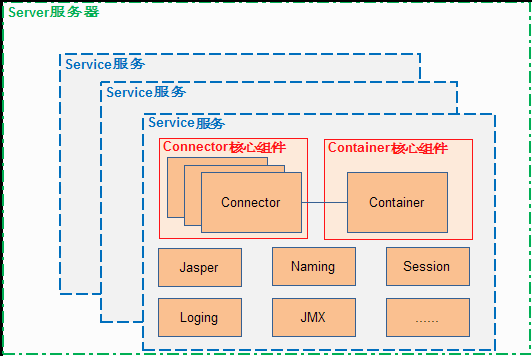 Server服务器
Service服务
Service服务
Service服务
Connector核心组件
Container核心组件
Connector
Container
Jasper
Naming
Session
Loging
JMX
......